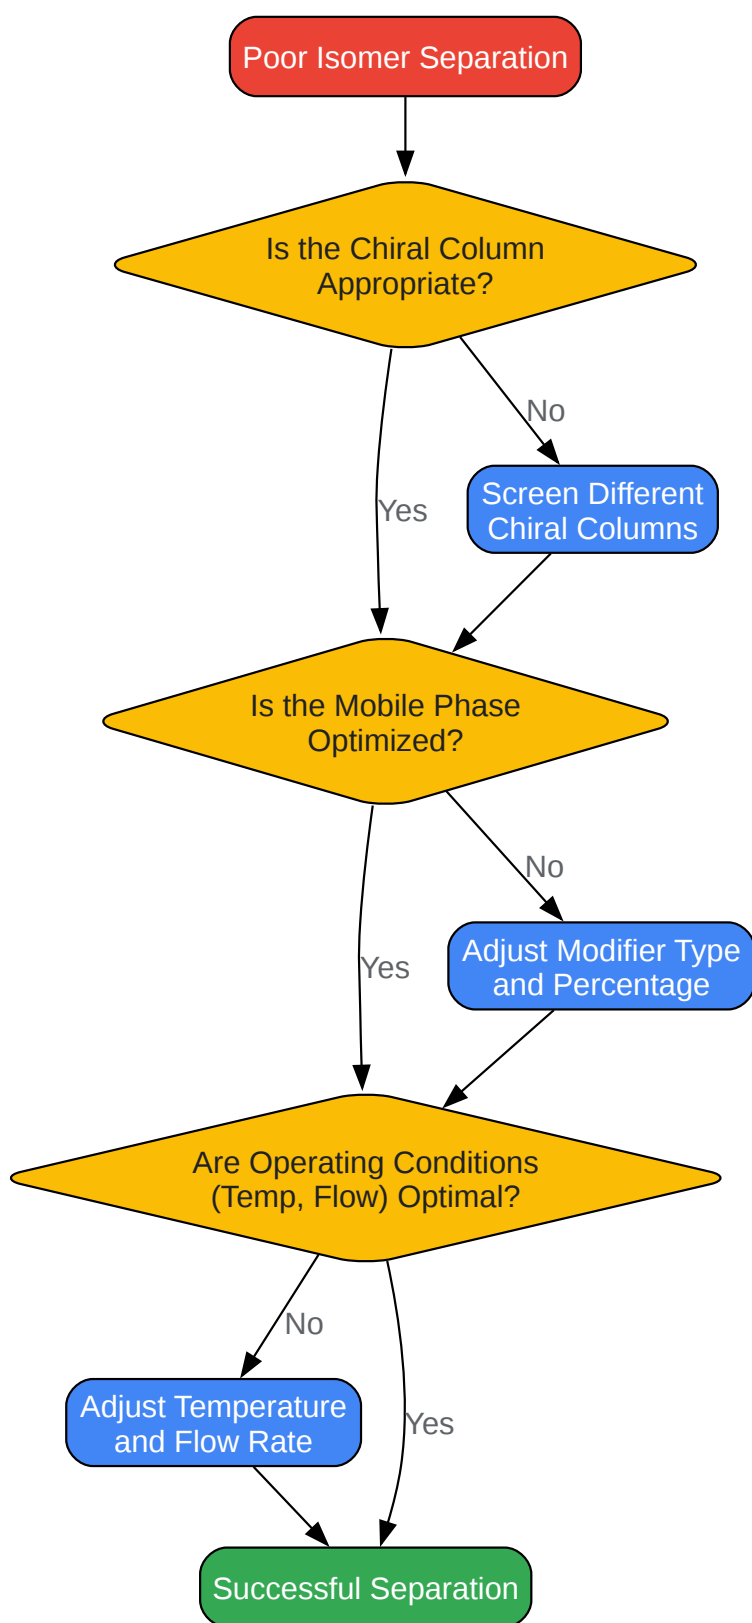 Poor Isomer Separation
Is the Chiral Column
Appropriate?
No
Screen Different
Chiral Columns
Yes
Is the Mobile Phase
Optimized?
No
Adjust Modifier Type
and Percentage
Yes
Are Operating Conditions
(Temp, Flow) Optimal?
No
Adjust Temperature
and Flow Rate
Yes
Successful Separation